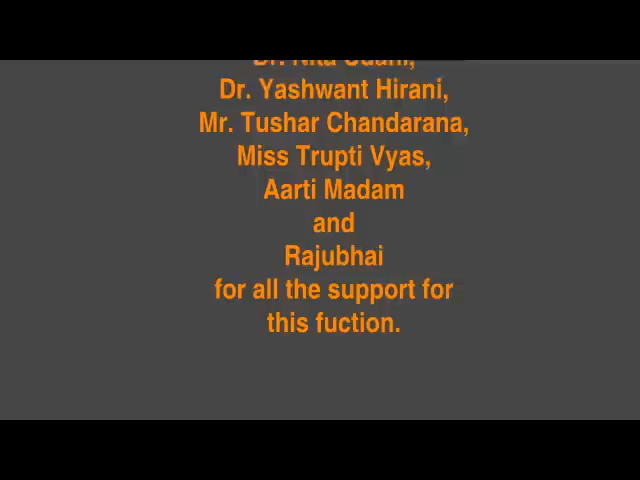 Dr. Yashwant Hirani,
Mr. Tushar Chandarana,
Miss Trupti Vyas,
Aarti Madam
and
Rajubhai
for all the support for
this fuction.